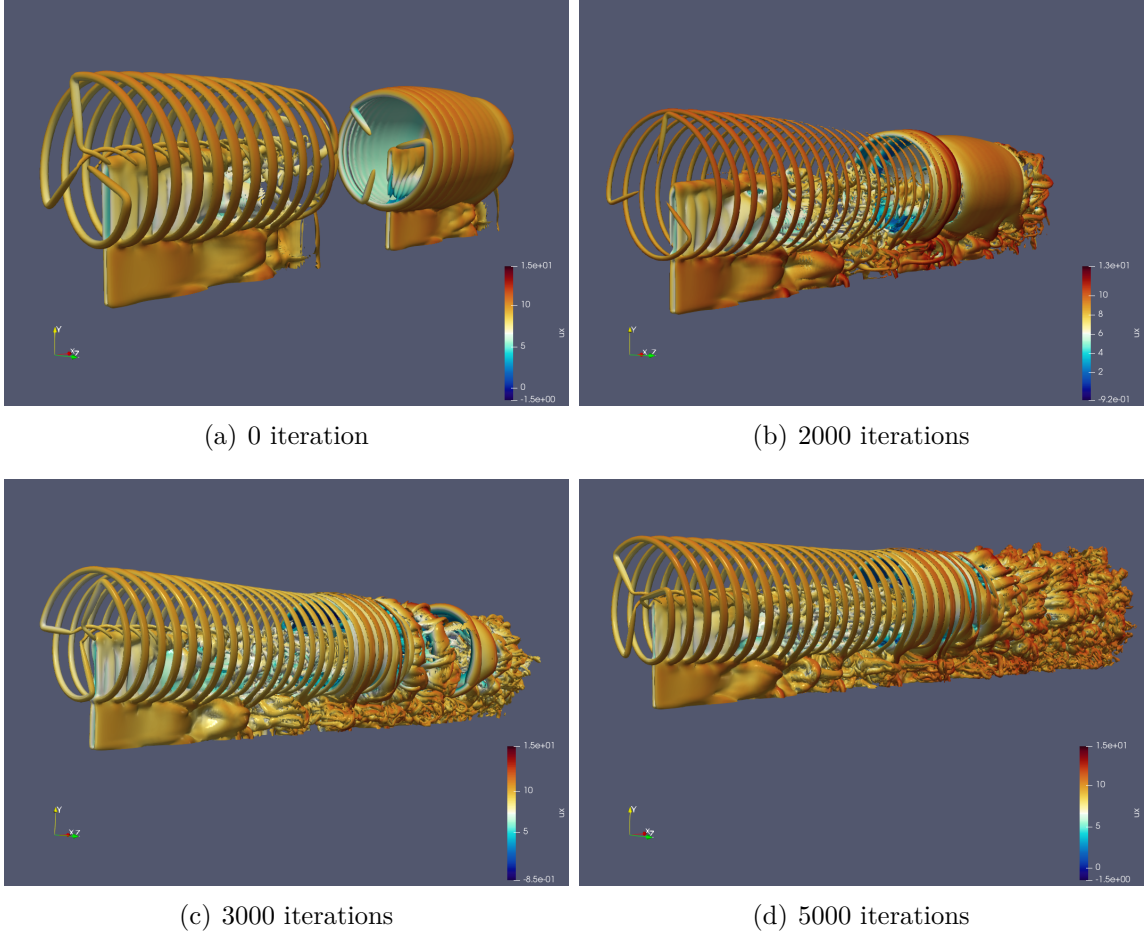 1.5e+01
10
5
0
-1.5e+00
ux
Y
X Z
(a) 0 iteration
1.3e+01
10
8
6
4
2
-9.2e-01
ux
Y
X Z
(b) 2000 iterations
1.5e+01
10
5
-8.5e-01
ux
Y
X Z
(c) 3000 iterations
1.5e+01
10
5
0
-1.5e+00
ux
Y
X Z
(d) 5000 iterations